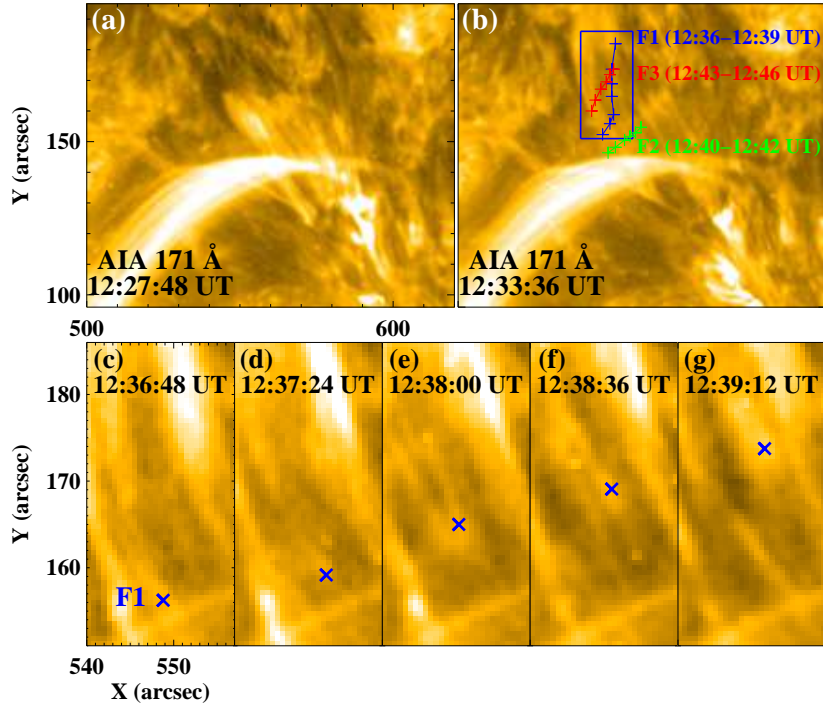 (a)
(b)
F1 (12:36–12:39 UT)
F3 (12:43–12:46 UT)
F2 (12:40–12:42 UT)
150
100
Y (arcsec)
AIA 171 Å
12:27:48 UT
AIA 171 Å
12:33:36 UT
500
600
(c)
(d)
(e)
(f)
(g)
12:36:48 UT
12:37:24 UT
12:38:00 UT
12:38:36 UT
12:39:12 UT
180
170
160
Y (arcsec)
F1
540
550
X (arcsec)